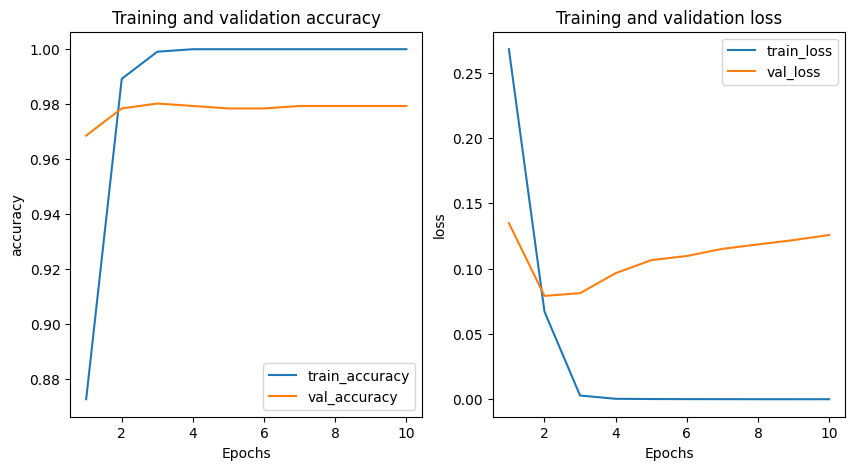 Training and validation accuracy
1.00
0.98
0.96
0.94
0.92
0.90
0.88
accuracy
train_accuracy
val_accuracy
2
4
6
8
10
Epochs
Training and validation loss
train_loss
val_loss
0.25
0.20
0.15
0.10
0.05
0.00
loss
2
4
6
8
10
Epochs